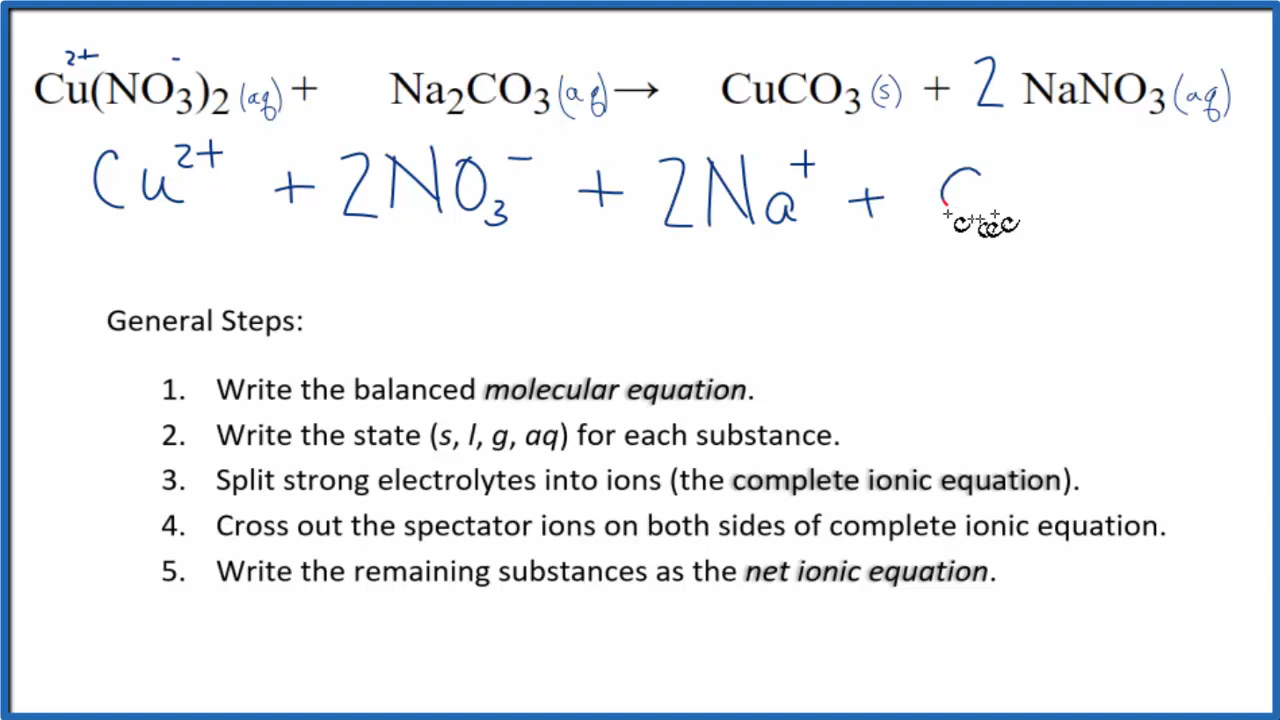 Cu²⁺(NO₃⁻)₂ (aq) + Na₂CO₃ (aq) → CuCO₃ (s) + 2 NaNO₃ (aq)
Cu²⁺ + 2NO₃⁻ + 2Na⁺ + C
General Steps:
1. Write the balanced molecular equation.
2. Write the state (s, l, g, aq) for each substance.
3. Split strong electrolytes into ions (the complete ionic equation).
4. Cross out the spectator ions on both sides of complete ionic equation.
5. Write the remaining substances as the net ionic equation.